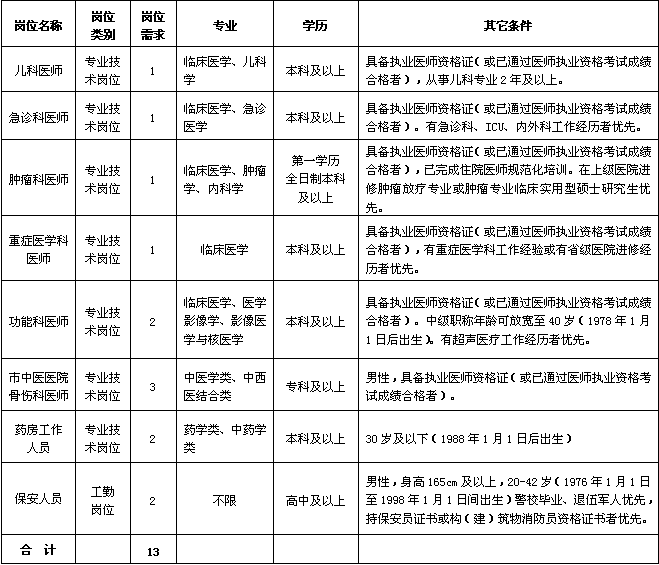 岗位名称 岗位类别 岗位需求 专业 学历 其它条件
儿科医师 专业技术岗位 1 临床医学、儿科学 本科及以上 具备执业医师资格证(或已通过医师执业资格考试成绩合格者),从事儿科专业2年及以上。
急诊科医师 专业技术岗位 1 临床医学、急诊医学 本科及以上 具备执业医师资格证(或已通过医师执业资格考试成绩合格者)。有急诊科、ICU、内外科工作经历者优先。
肿瘤科医师 专业技术岗位 1 临床医学、肿瘤学、内科学 第一学历全日制本科及以上 具备执业医师资格证(或已通过医师执业资格考试成绩合格者),已完成住院医师规范化培训。在上级医院进修肿瘤放疗专业或肿瘤专业临床实用型硕士研究生优先。
重症医学科医师 专业技术岗位 1 临床医学 本科及以上 具备执业医师资格证(或已通过医师执业资格考试成绩合格者),有重症医学科工作经验或有省级医院进修经历者优先。
功能科医师 专业技术岗位 2 临床医学、医学影像学、影像医学与核医学 本科及以上 具备执业医师资格证(或已通过医师执业资格考试成绩合格者)。中级职称年龄可放宽至40岁(1978年1月1日后出生)。有超声医疗工作经历者优先。
市中医医院骨伤科医师 专业技术岗位 3 中医学类、中西医结合类 专科及以上 男性,具备执业医师资格证(或已通过医师执业资格考试成绩合格者)。
药房工作人员 专业技术岗位 2 药学类、中药学类 本科及以上 30岁及以下(1988年1月1日后出生)
保安人员 工勤岗位 2 不限 高中及以上 男性,身高165cm及以上,20-42岁(1976年1月1日至1998年1月1日间出生)警校毕业、退伍军人优先,持保安员证书或构(建)筑物消防员资格证书者优先。
合 计 13